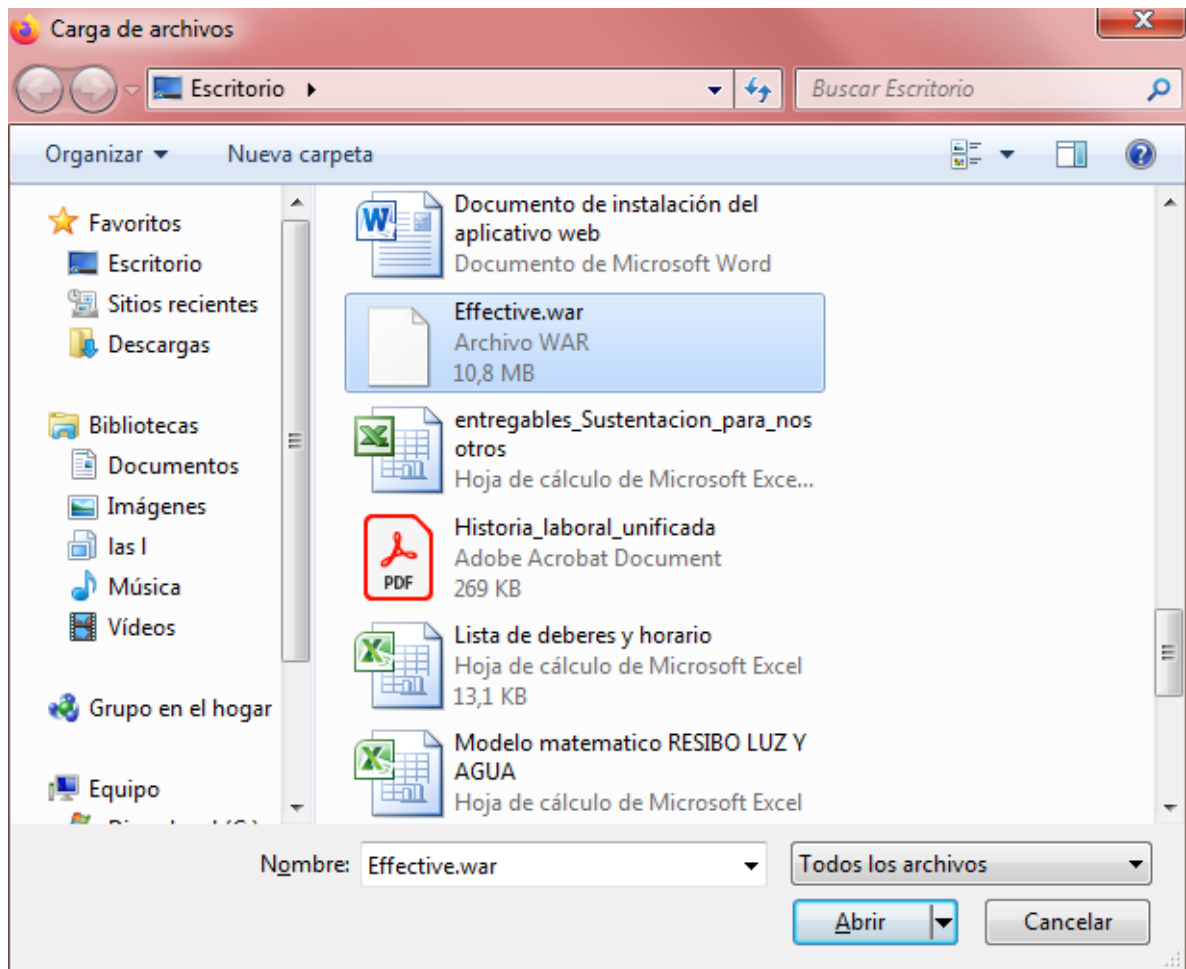 Carga de archivos
Escritorio
Buscar Escritorio
Organizar
Nueva carpeta
Favoritos
Escritorio
Sitios recientes
Descargas
Bibliotecas
Documentos
Imágenes
las I
Música
Vídeos
Grupo en el hogar
Equipo
Documento de instalación del
aplicativo web
Documento de Microsoft Word
Effective.war
Archivo WAR
10,8 MB
entregables_Sustentacion_para_nos
otros
Hoja de cálculo de Microsoft Exce...
PDF
Historia_laboral_unificada
Adobe Acrobat Document
269 KB
Lista de deberes y horario
Hoja de cálculo de Microsoft Excel
13,1 KB
Modelo matematico RESIBO LUZ Y
AGUA
Hoja de cálculo de Microsoft Excel
Nombre: Effective.war
Todos los archivos
Abrir
Cancelar